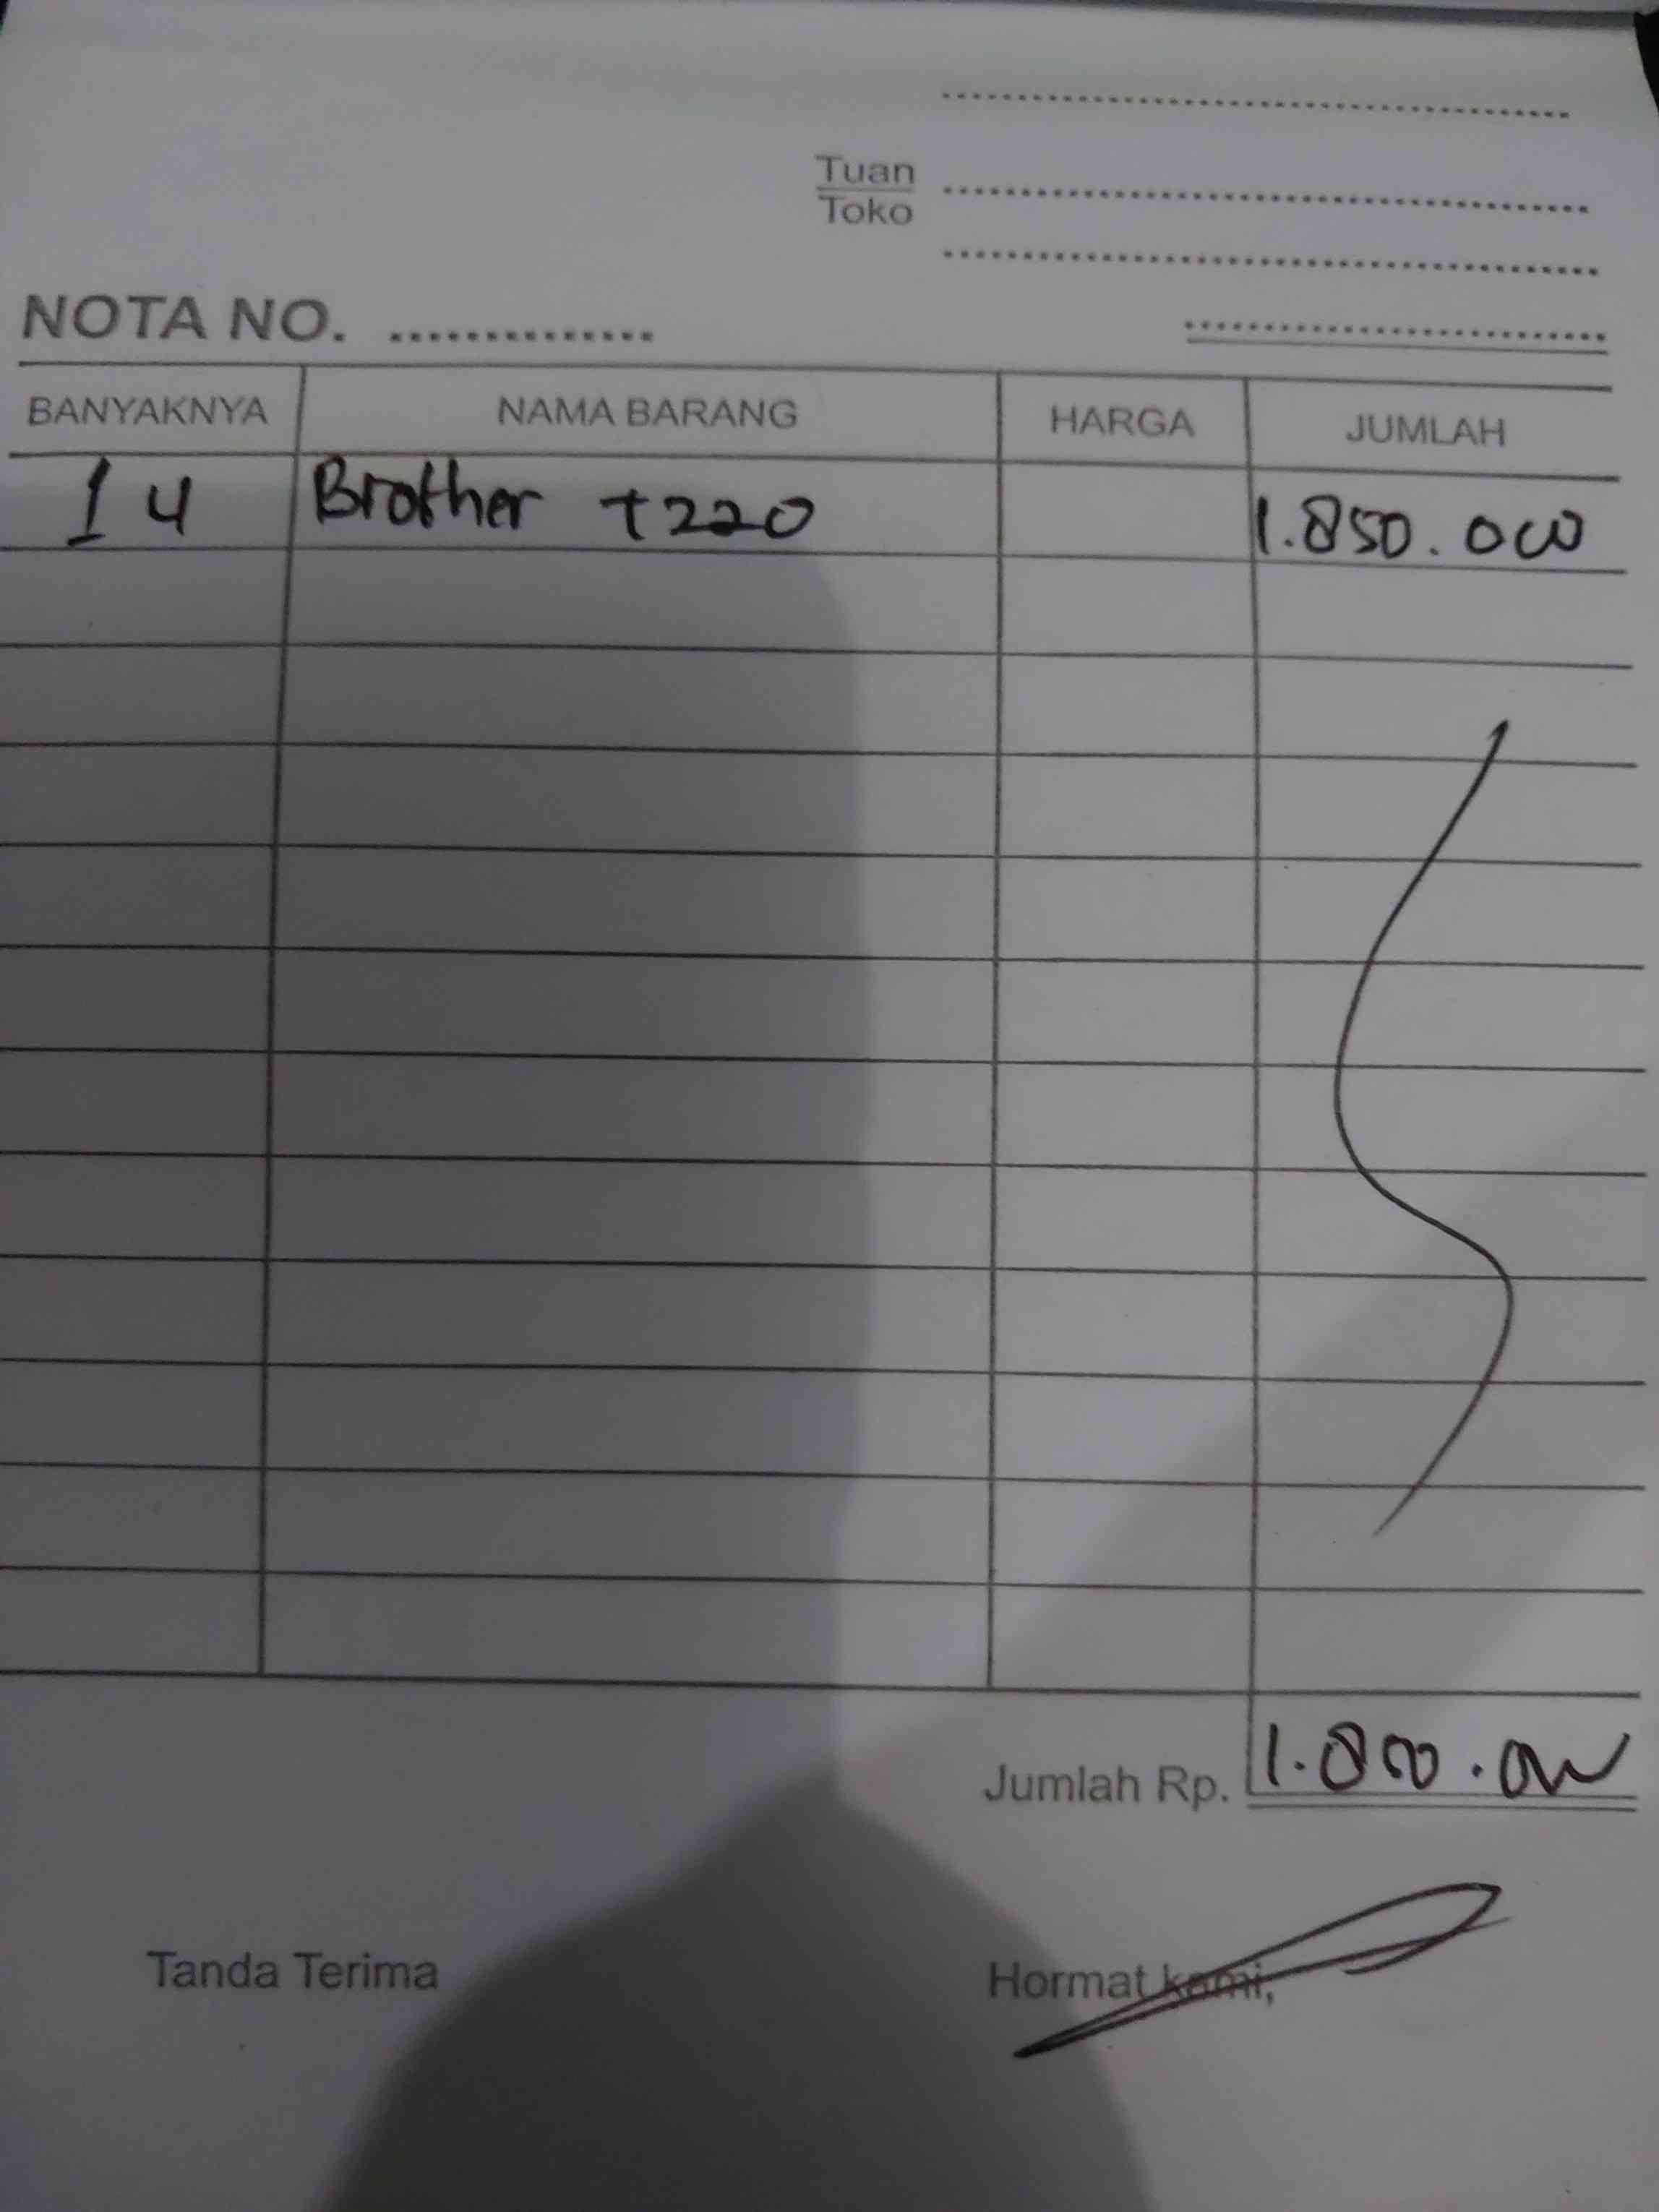 Tuan
Toko
NOTA NO. ..............
BANYAKNYA NAMA BARANG HARGA JUMLAH
1 4 Brother T220 1.850.000
Jumlah Rp. 1.850.000
Tanda Terima Hormat kami,